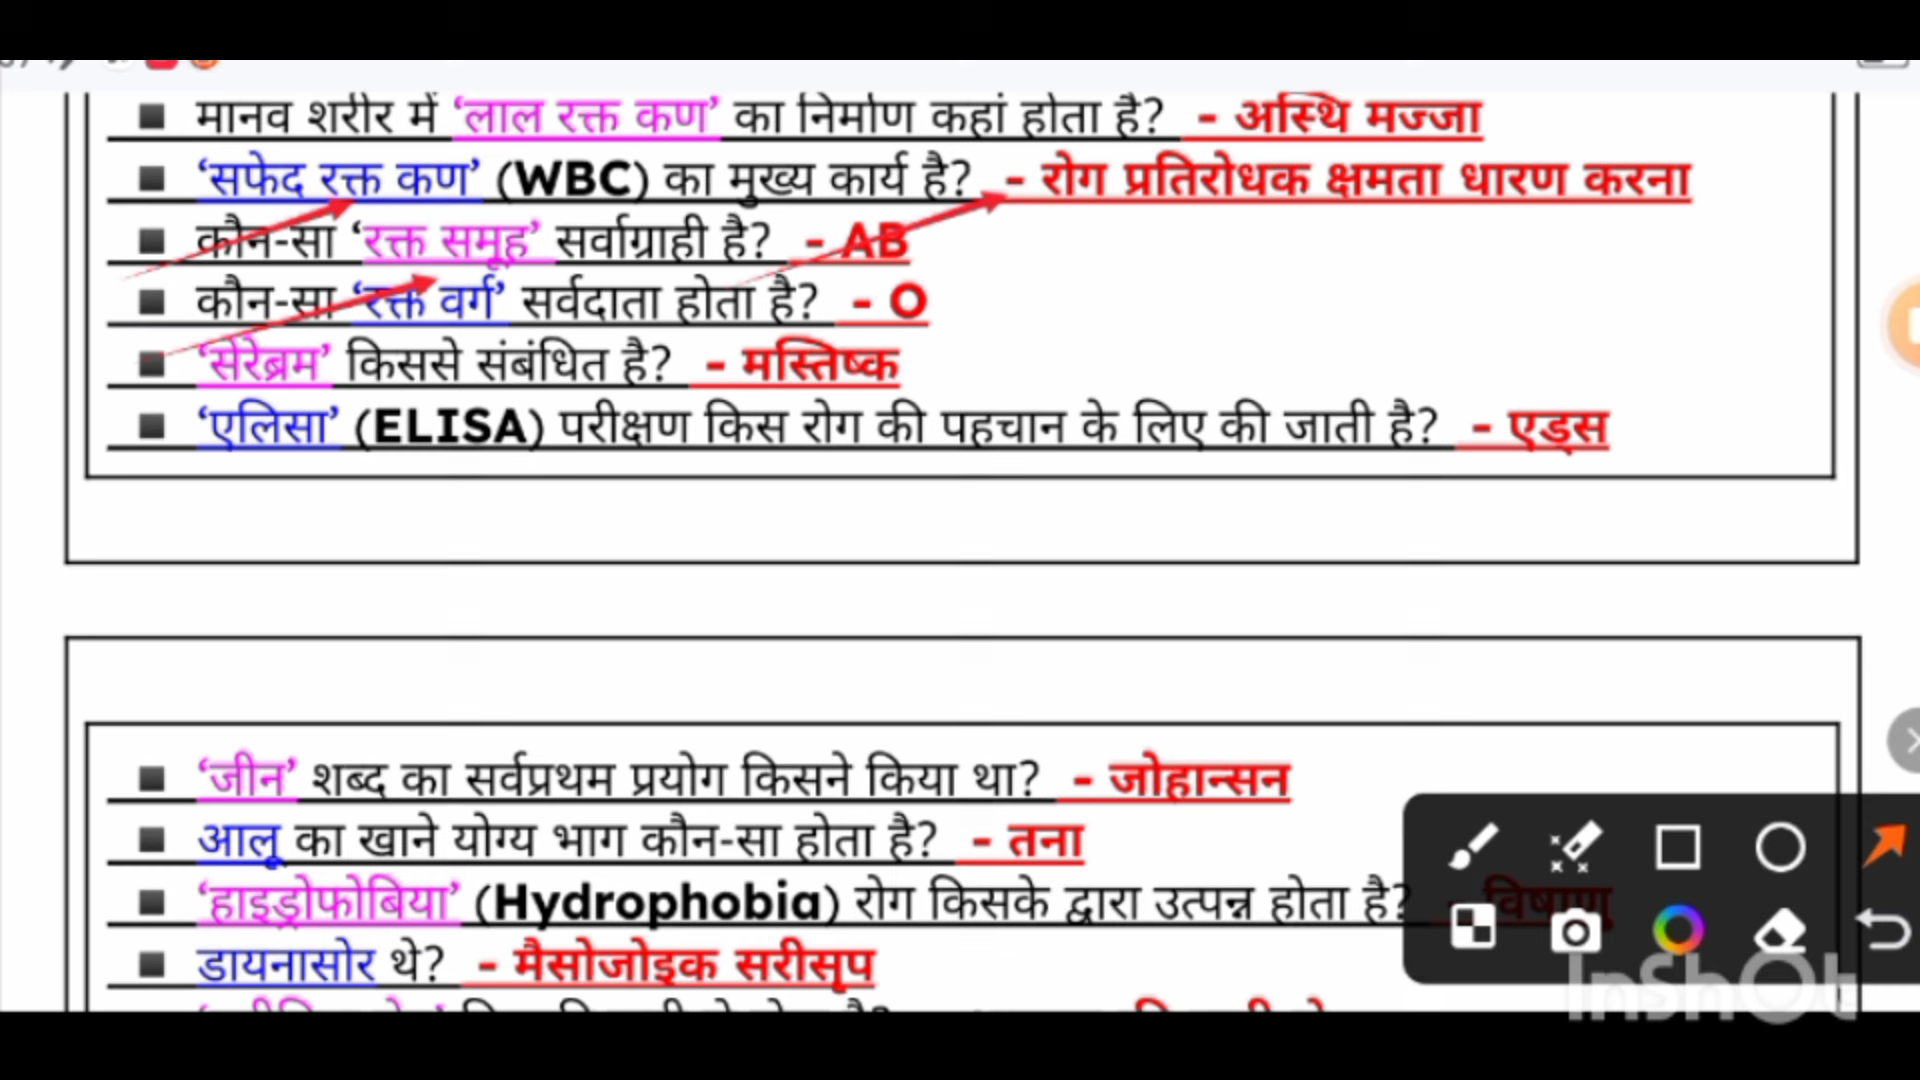 ■ मानव शरीर में ‘लाल रक्त कण’ का निर्माण कहां होता है? - अस्थि मज्जा
■ ‘सफेद रक्त कण’ (WBC) का मुख्य कार्य है? - रोग प्रतिरोधक क्षमता धारण करना
■ कौन-सा ‘रक्त समूह’ सर्वाग्राही है? - AB
■ कौन-सा ‘रक्त वर्ग’ सर्वदाता होता है? - O
■ ‘सेरेब्रम’ किससे संबंधित है? - मस्तिष्क
■ ‘एलिसा’ (ELISA) परीक्षण किस रोग की पहचान के लिए की जाती है? - एड्स
■ ‘जीन’ शब्द का सर्वप्रथम प्रयोग किसने किया था? - जोहान्सन
■ आलू का खाने योग्य भाग कौन-सा होता है? - तना
■ ‘हाइड्रोफोबिया’ (Hydrophobia) रोग किसके द्वारा उत्पन्न होता है? - विषाणु
■ डायनासोर थे? - मैसोजोइक सरीसृप
InShOt